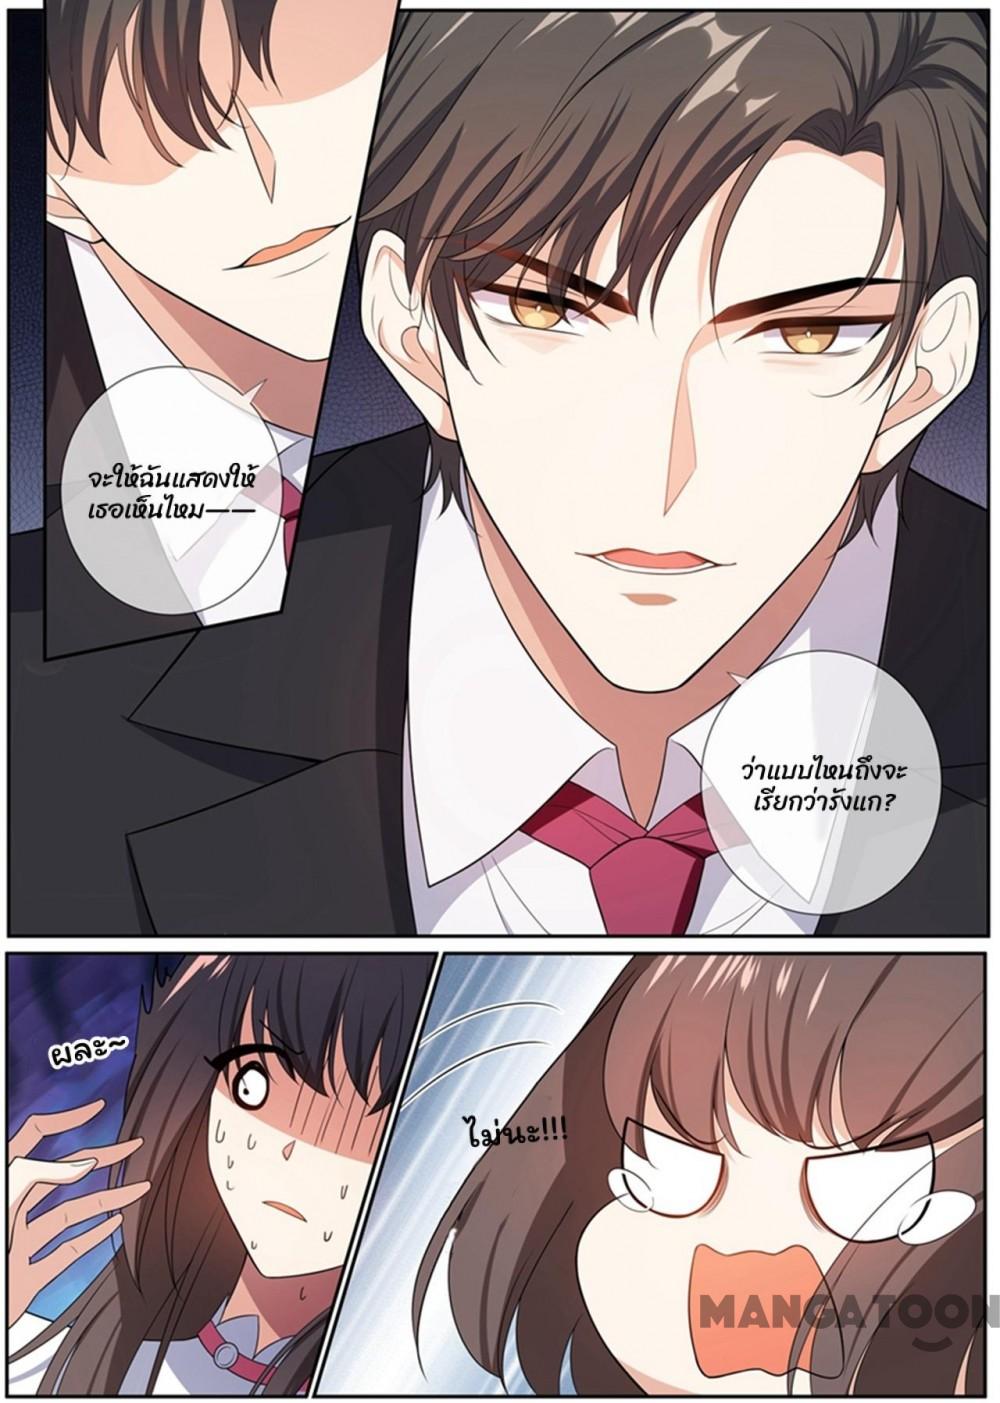 จะให้ฉันแสดงให้
เธอเห็นไหม——
ว่าแบบไหนถึงจะ
เรียกว่ารังแก?
ผละ~
ไม่นะ!!!
MANGATOON